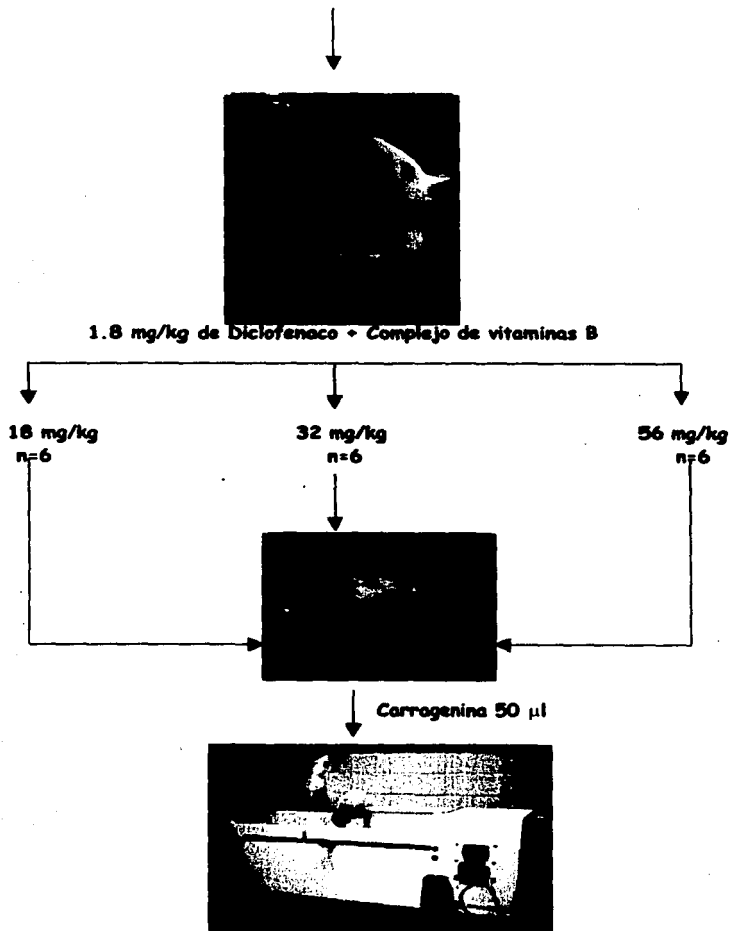 1.8 mg/kg de Diclofenaco + Complejo de vitaminas B
18 mg/kg
n=6
32 mg/kg
n=6
56 mg/kg
n=6
Carragenina 50 µl